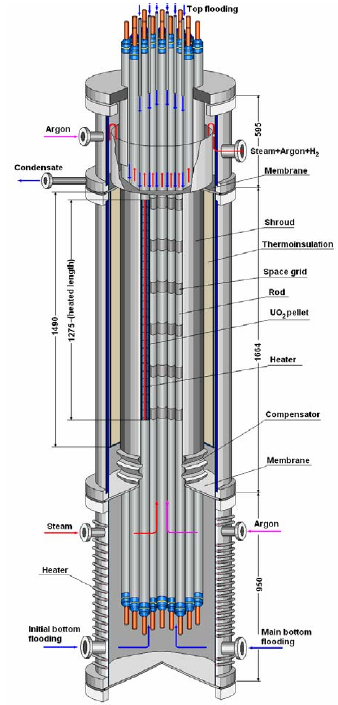 Top flooding
Argon
Steam+Argon+H2
Condensate
Membrane
595
Shroud
Thermoinsulation
Space grid
Rod
UO2 pellet
1490
1275-(heated length)
1664
Heater
Compensator
Membrane
Steam
Argon
Heater
950
Initial bottom
flooding
Main bottom
flooding